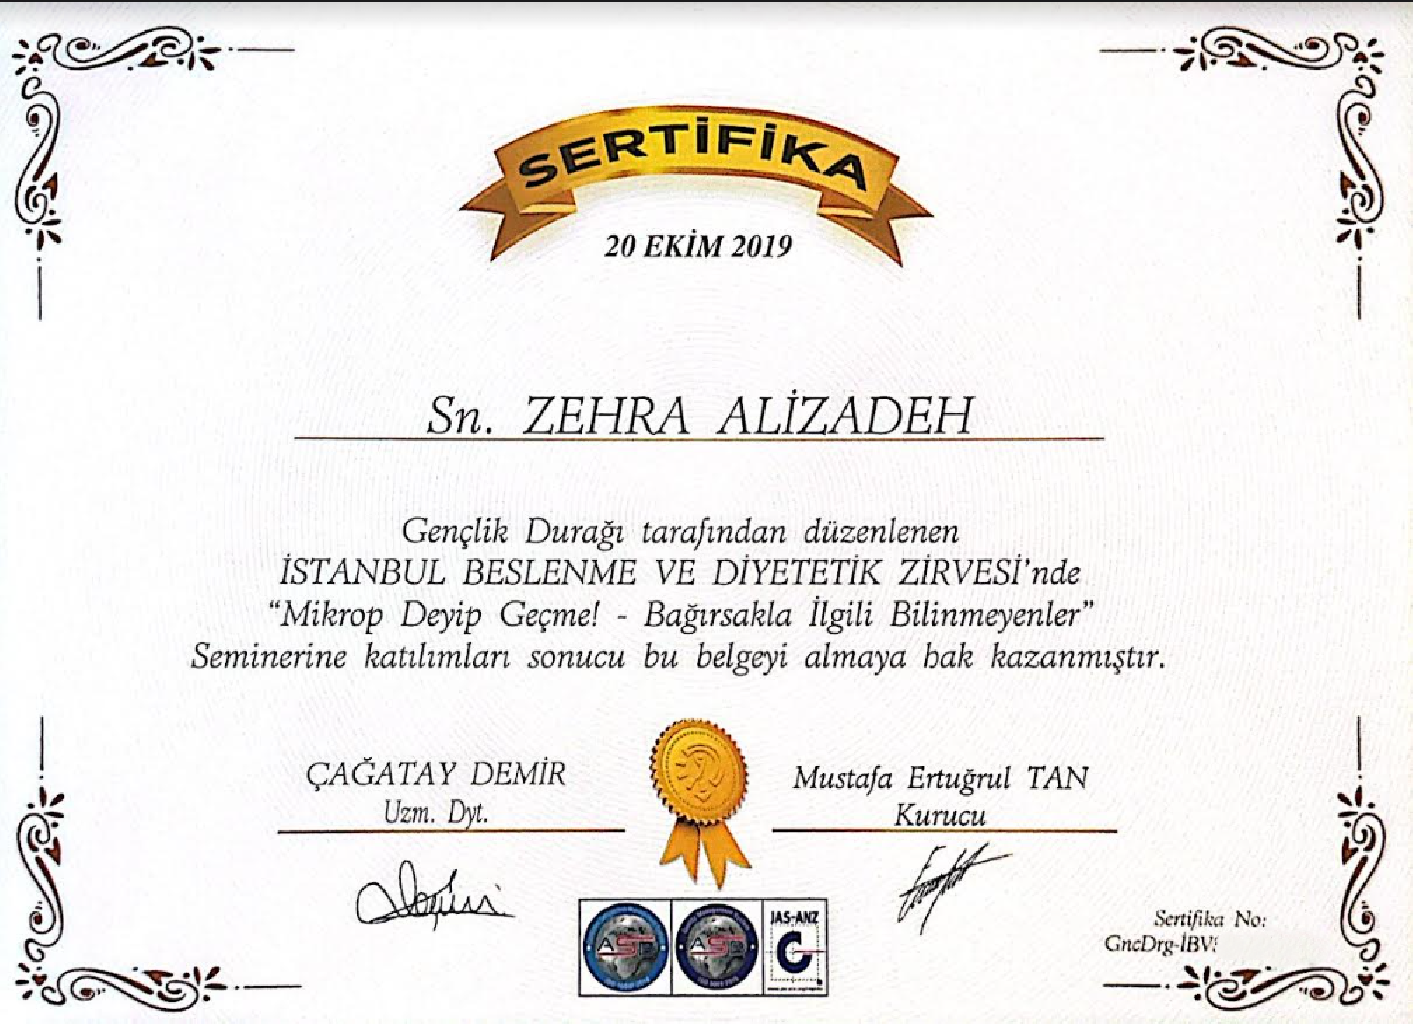 SERTİFİKA
20 EKİM 2019
Sn. ZEHRA ALİZADEH
Gençlik Durağı tarafından düzenlenen
İSTANBUL BESLENME VE DİYETETİK ZİRVESİ'nde
“Mikrop Deyip Geçme! - Bağırsakla İlgili Bilinmeyenler”
Seminerine katılımları sonucu bu belgeyi almaya hak kazanmıştır.
ÇAĞATAY DEMİR
Uzm. Dyt.
Mustafa Ertuğrul TAN
Kurucu
JAS-ANZ
Sertifika No:
GncDrg-İBV